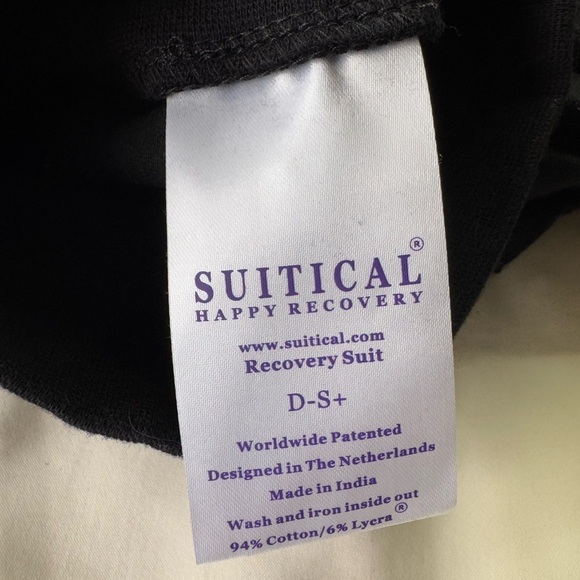 SUITICAL®
HAPPY RECOVERY
www.suitical.com
Recovery Suit
D-S+
Worldwide Patented
Designed in The Netherlands
Made in India
Wash and iron inside out
94% Cotton/6% Lycra®